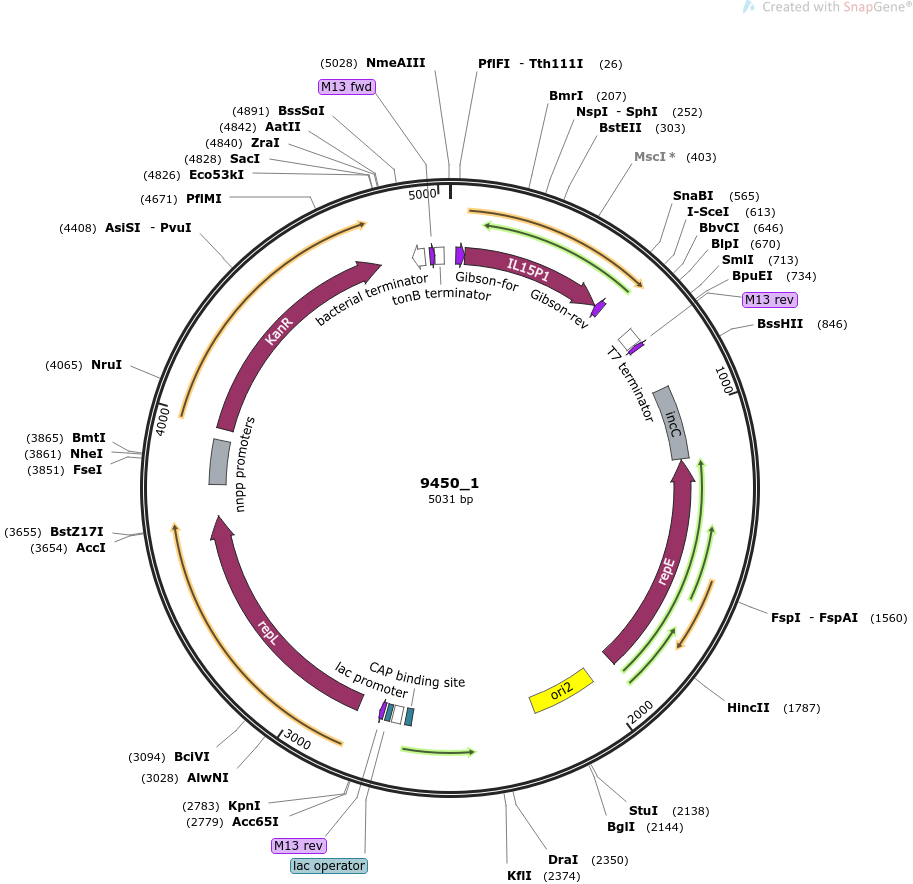 Created with SnapGene®
(5028) NmeAIII
PflFI - Tth111I (26)
M13 fwd
BmrI (207)
(4891) BssSαI
NspI - SphI (252)
(4842) AatII
BstEII (303)
(4840) ZraI
(4828) SacI
MscI * (403)
(4826) Eco53kI
(4671) PflMI
SnaBI (565)
I-SceI (613)
(4408) AsiSI - PvuI
BbvCI (646)
BlpI (670)
SmlI (713)
BpuEI (734)
M13 rev
BssHII (846)
5000
IL15P1
Gibson-for
Gibson-rev
bacterial terminator
tonB terminator
KanR
T7 terminator
(4065) NruI
1000
4000
incC
(3865) BmtI
(3861) NheI
(3851) FseI
nnpp promoters
9450_1
5031 bp
(3655) BstZ17I
(3654) AccI
repE
FspI - FspAI (1560)
repL
lac promoter
CAP binding site
ori2
HincII (1787)
2000
3000
(3094) BciVI
(3028) AlwNI
(2783) KpnI
(2779) Acc65I
StuI (2138)
BglI (2144)
M13 rev
lac operator
DraI (2350)
KflI (2374)